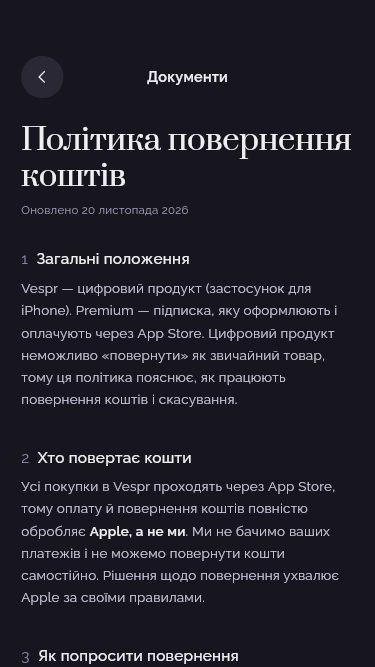 Документи
Політика повернення
коштів
Оновлено 20 листопада 2026
1 Загальні положення
Vespr — цифровий продукт (застосунок для
iPhone). Premium — підписка, яку оформлюють і
оплачують через App Store. Цифровий продукт
неможливо «повернути» як звичайний товар,
тому ця політика пояснює, як працюють
повернення коштів і скасування.
2 Хто повертає кошти
Усі покупки в Vespr проходять через App Store,
тому оплату й повернення коштів повністю
обробляє Apple, а не ми. Ми не бачимо ваших
платежів і не можемо повернути кошти
самостійно. Рішення щодо повернення ухвалює
Apple за своїми правилами.
3 Як попросити повернення